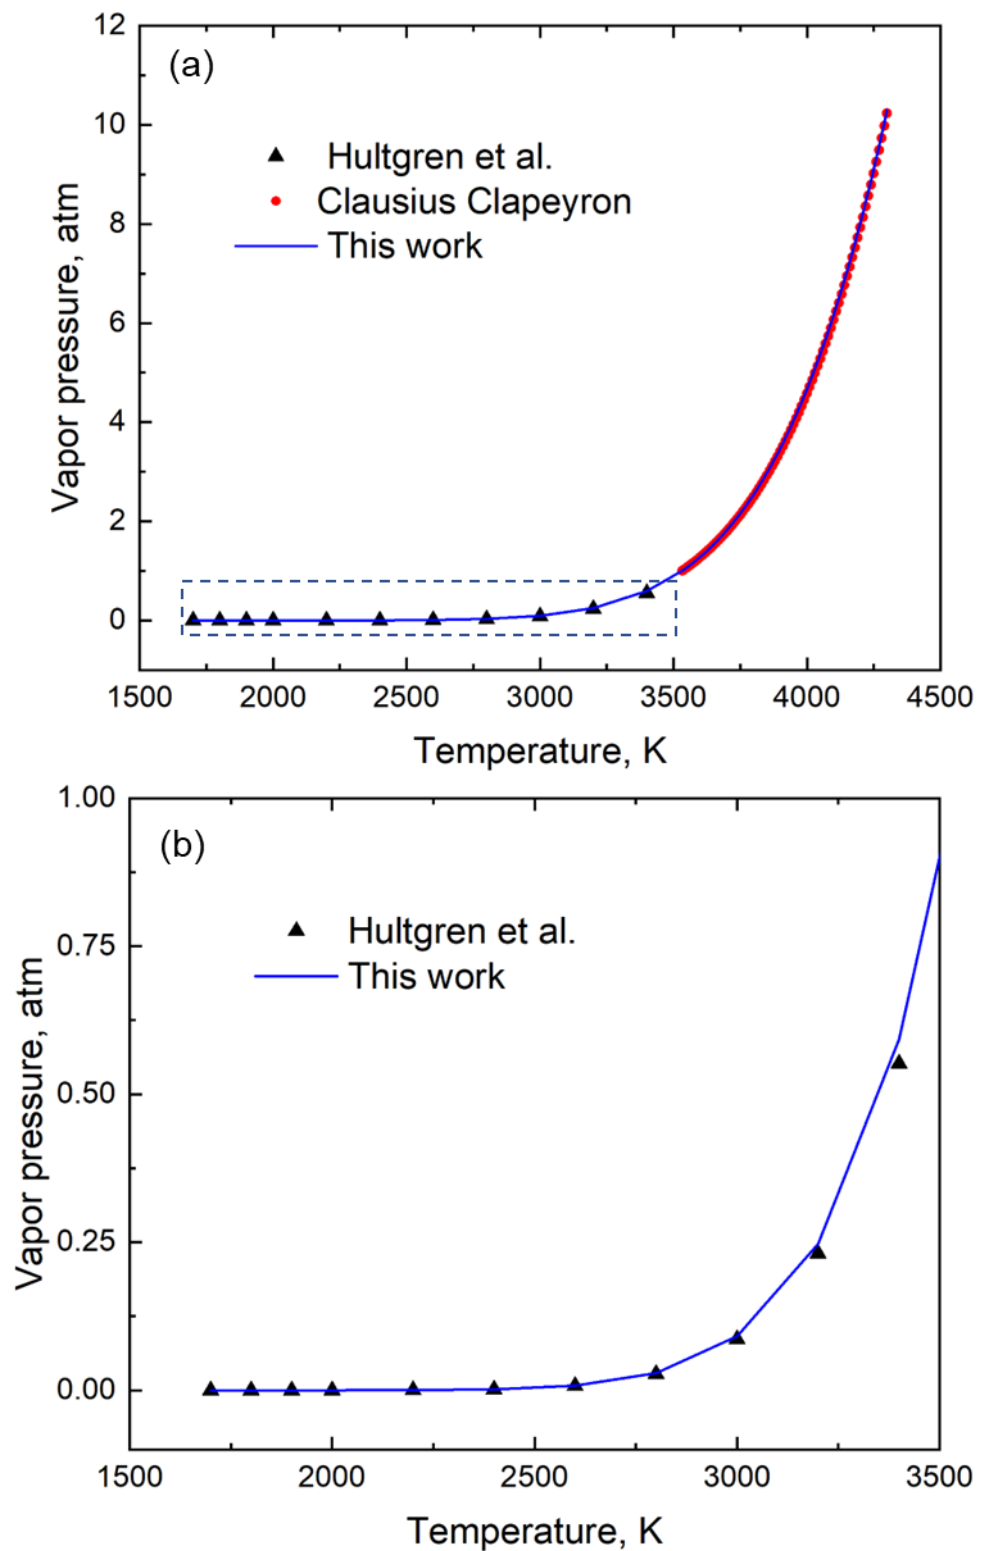 (a)
Hultgren et al.
Clausius Clapeyron
This work
Vapor pressure, atm
12
10
8
6
4
2
0
1500 2000 2500 3000 3500 4000 4500
Temperature, K
(b)
Hultgren et al.
This work
Vapor pressure, atm
1.00
0.75
0.50
0.25
0.00
1500 2000 2500 3000 3500
Temperature, K